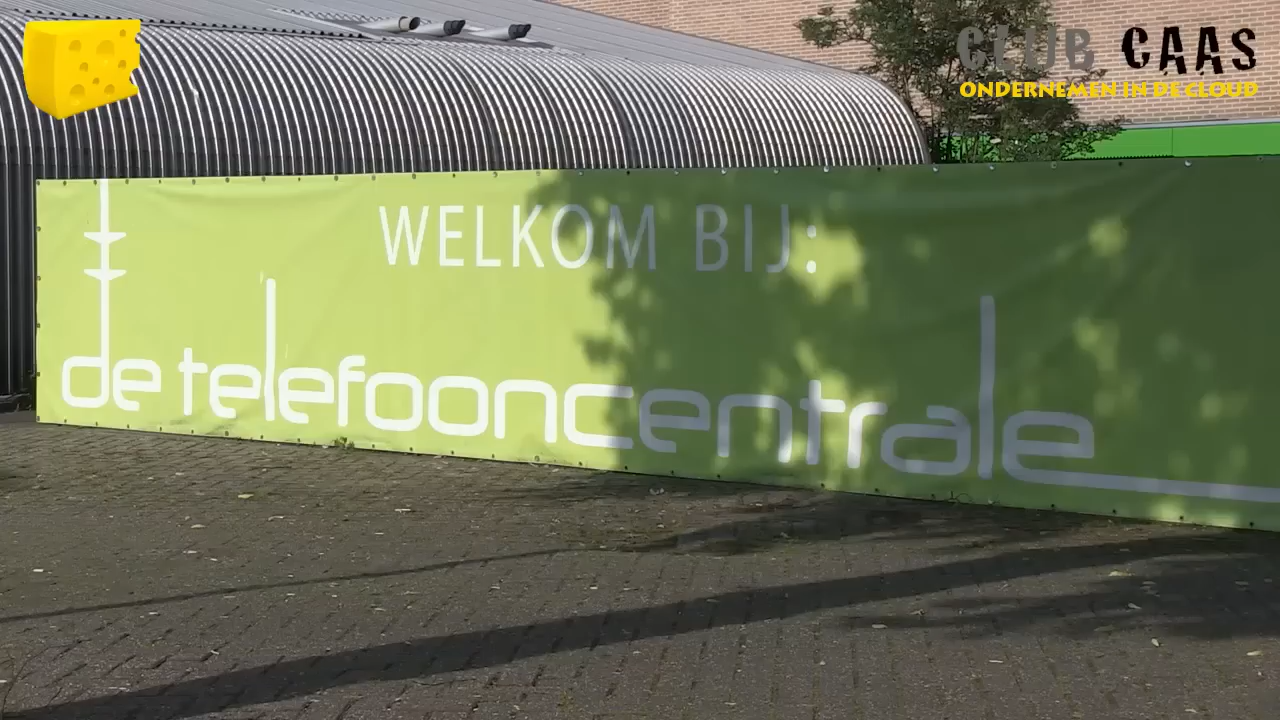 CLUB CAAS
ONDERNEMEN IN DE CLOUD
WELKOM BIJ:
de telefooncentrale